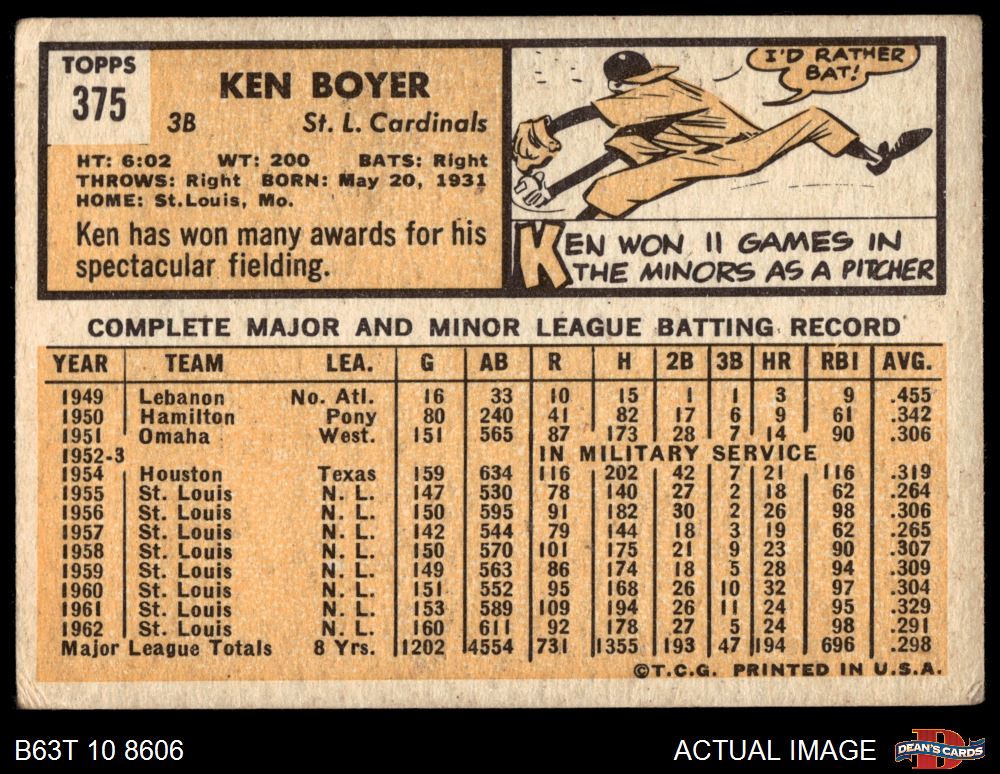 TOPPS
375
KEN BOYER
3B St. L. Cardinals
HT: 6:02 WT: 200 BATS: Right
THROWS: Right BORN: May 20, 1931
HOME: St.Louis, Mo.
Ken has won many awards for his
spectacular fielding.
I'D RATHER
BAT!
KEN WON 11 GAMES IN
THE MINORS AS A PITCHER
COMPLETE MAJOR AND MINOR LEAGUE BATTING RECORD
YEAR TEAM LEA. G AB R H 2B 3B HR RBI AVG.
1949 Lebanon No. Atl. 16 33 10 15 1 1 3 9 .455
1950 Hamilton Pony 80 240 41 82 17 6 9 61 .342
1951 Omaha West. 151 565 87 173 28 7 14 90 .306
1952-3 IN MILITARY SERVICE
1954 Houston Texas 159 634 116 202 42 7 21 116 .319
1955 St. Louis N. L. 147 530 78 140 27 2 18 62 .264
1956 St. Louis N. L. 150 595 91 182 30 2 26 98 .306
1957 St. Louis N. L. 142 544 79 144 18 3 19 62 .265
1958 St. Louis N. L. 150 570 101 175 21 9 23 90 .307
1959 St. Louis N. L. 149 563 86 174 18 5 28 94 .309
1960 St. Louis N. L. 151 552 95 168 26 10 32 97 .304
1961 St. Louis N. L. 153 589 109 194 26 11 24 95 .329
1962 St. Louis N. L. 160 611 92 178 27 5 24 98 .291
Major League Totals 8 Yrs. 1202 4554 731 1355 193 47 194 696 .298
©T.C.G. PRINTED IN U.S.A.
B63T 10 8606 ACTUAL IMAGE DEAN'S CARDS